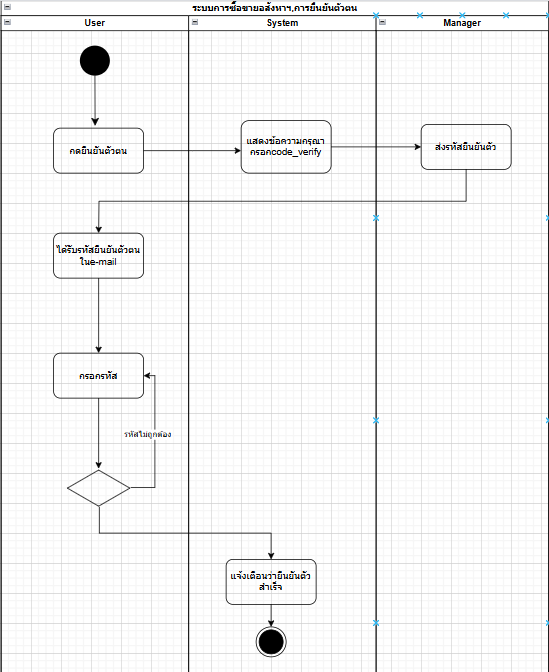 ระบบการซื้อขายอสังหาฯ,การยืนยันตัวตน
User
System
Manager
กดยืนยันตัวตน
แสดงข้อความกรุณา
กรอกcode_verify
ส่งรหัสยืนยันตัว
ได้รับรหัสยืนยันตัวตน
ในe-mail
กรอกรหัส
รหัสไม่ถูกต้อง
แจ้งเตือนว่ายืนยันตัว
สำเร็จ